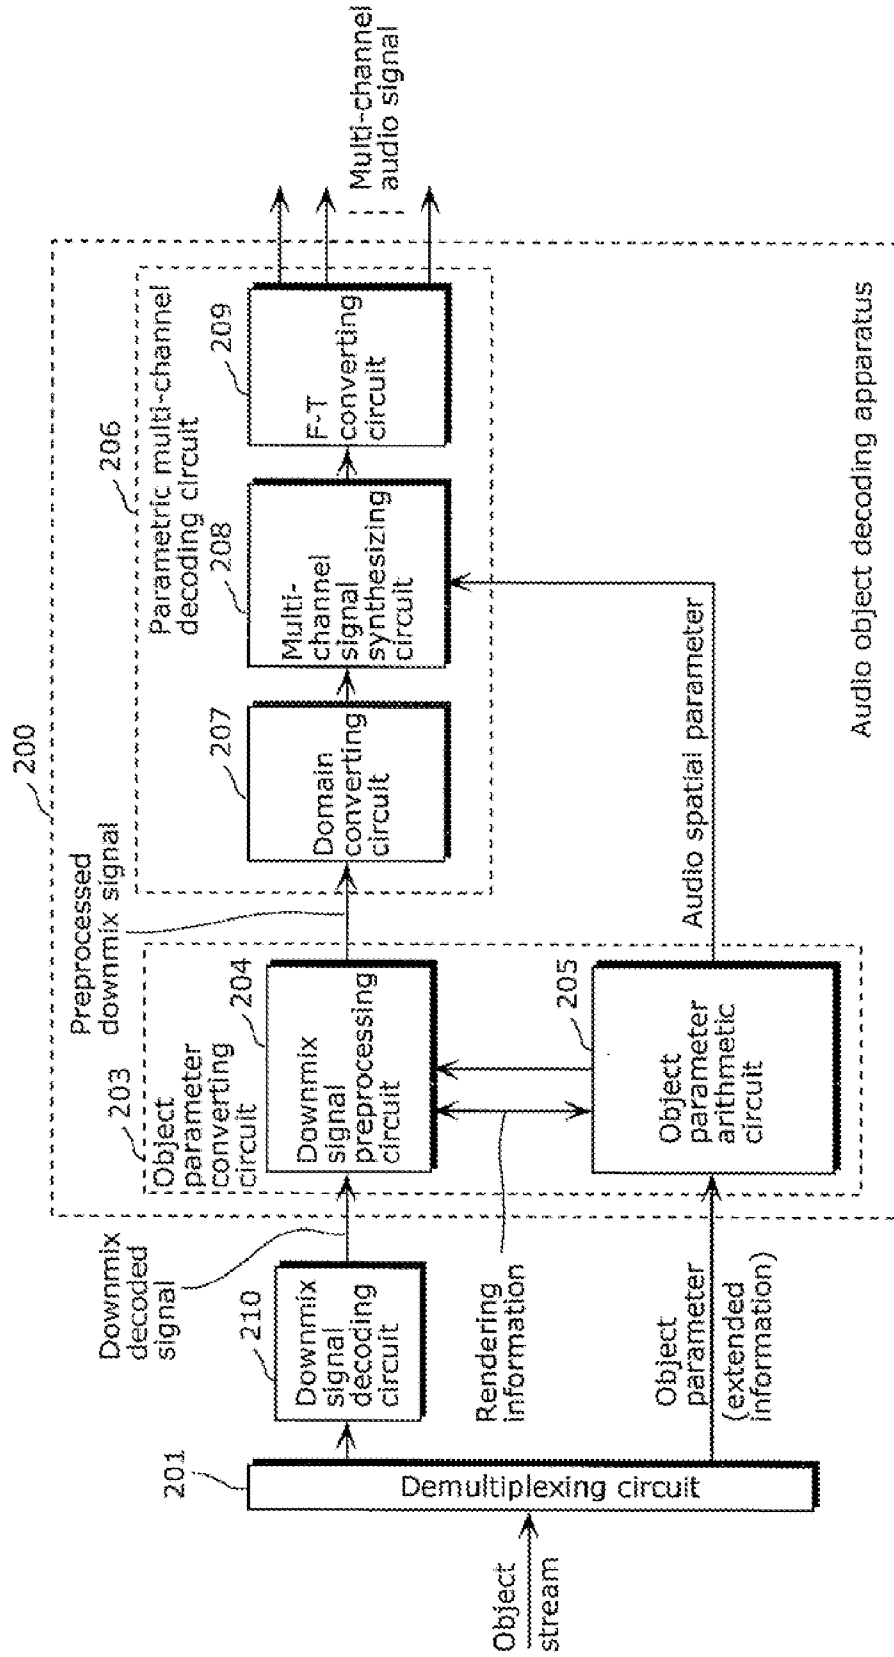 200
206
Parametric multi-channel
decoding circuit
Preprocessed
downmix signal
203
Object
parameter
converting
circuit
Downmix
decoded
signal
201
Demultiplexing circuit
Object
stream
210
Downmix
signal
decoding
circuit
204
Downmix
signal
preprocessing
circuit
207
Domain
converting
circuit
208
Multi-
channel
signal
synthesizing
circuit
209
F-T
converting
circuit
Multi-channel
audio signal
Rendering
information
Object
parameter
(extended
information)
205
Object
parameter
arithmetic
circuit
Audio spatial parameter
Audio object decoding apparatus